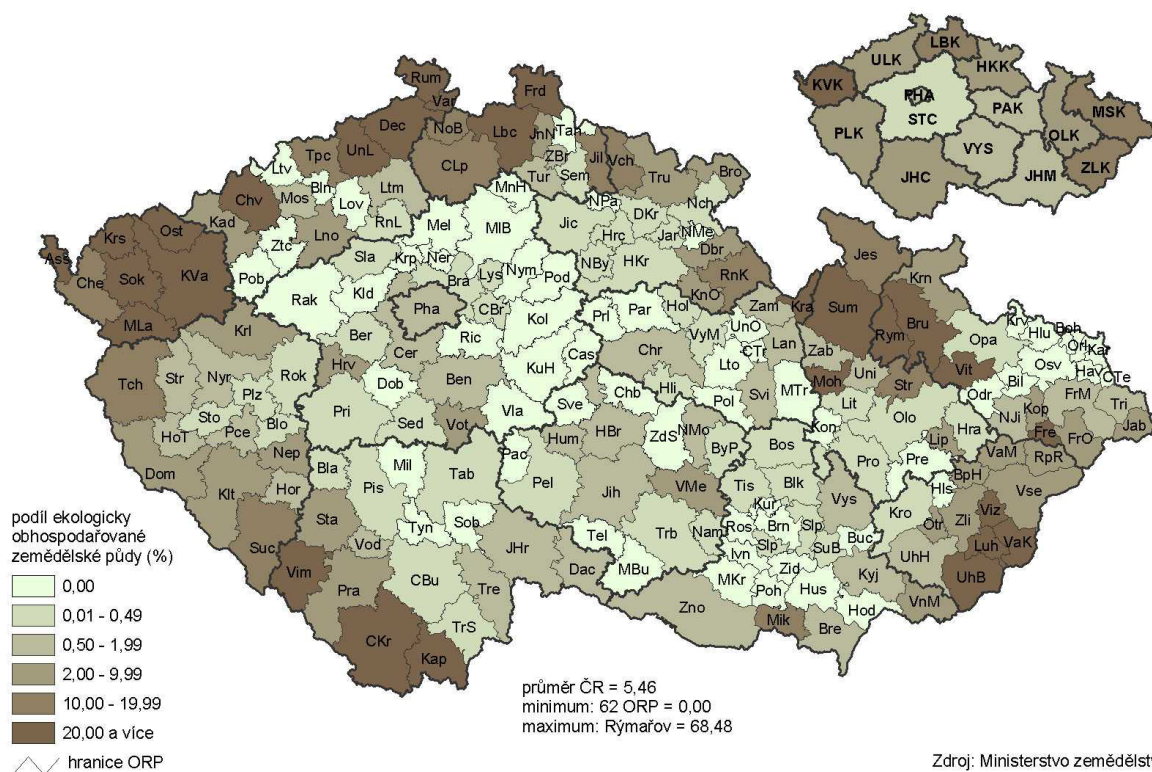 KVK ULK LBK HKK PHA STC PAK PLK VYS OLK MSK JHC JHM ZLK
Rum
Var Frd
Dec NoB Lbc JnN Tan
Tpc UnL CLp ZBr Jil Vch
Ltv Bln Ltm Tur Sem Tru Bro
Chv Mos Lov RnL MnH NPa Nch
Krs Ost Kad Lno Mel MlB Jic DKr
Ass Ztc Sla Krp Ner Hrc Jar NMe
Che Sok KVa Pob Bra Lys Nym Pod NBy HKr Dbr Jes
Rak Kld RnK Krn
MLa Pha CBr Kol Prl Par Hol KnO Zam Kra Sum Rym Bru
Krl Ber Ric VyM UnO Krv Hlu Boh
Tch Str Nyr Rok Hrv Cer Cas Chr CTr Lan Zab Opa Orl Kar
Plz Dob Ben KuH Lto Moh Uni Vit Osv Hav CTe
Sto Pri Chb Hli Svi MTr Str Bil
HoT Pce Blo Sed Vla Sve Pol Lit Olo Odr NJi Kop FrM Tri
Vot ZdS NMo Kon Hra Fre FrO Jab
Dom Nep Hum HBr ByP Bos Lip
Bla Mil Tab Pac Pro Pre VaM RpR
Klt Hor Pis Pel Jih VMe Tis Blk Vys BpH Vse
Hls
Sta Tyn Sob Kur Kro Otr Zli Viz
Suc Vod Tel Trb Nam Ros Brn Slp Buc VaK
Vim JHr Ivn Slp SuB UhH Luh
CBu Dac MBu Zid UhB
Pra Tre MKr Poh Hus Kyj
TrS Zno Hod VnM
CKr Kap Mik Bre
podíl ekologicky
obhospodařované
zemědělské půdy (%)
0,00
0,01 - 0,49
0,50 - 1,99
2,00 - 9,99
10,00 - 19,99
20,00 a více
hranice ORP
průměr ČR = 5,46
minimum: 62 ORP = 0,00
maximum: Rýmařov = 68,48
Zdroj: Ministerstvo zemědělst